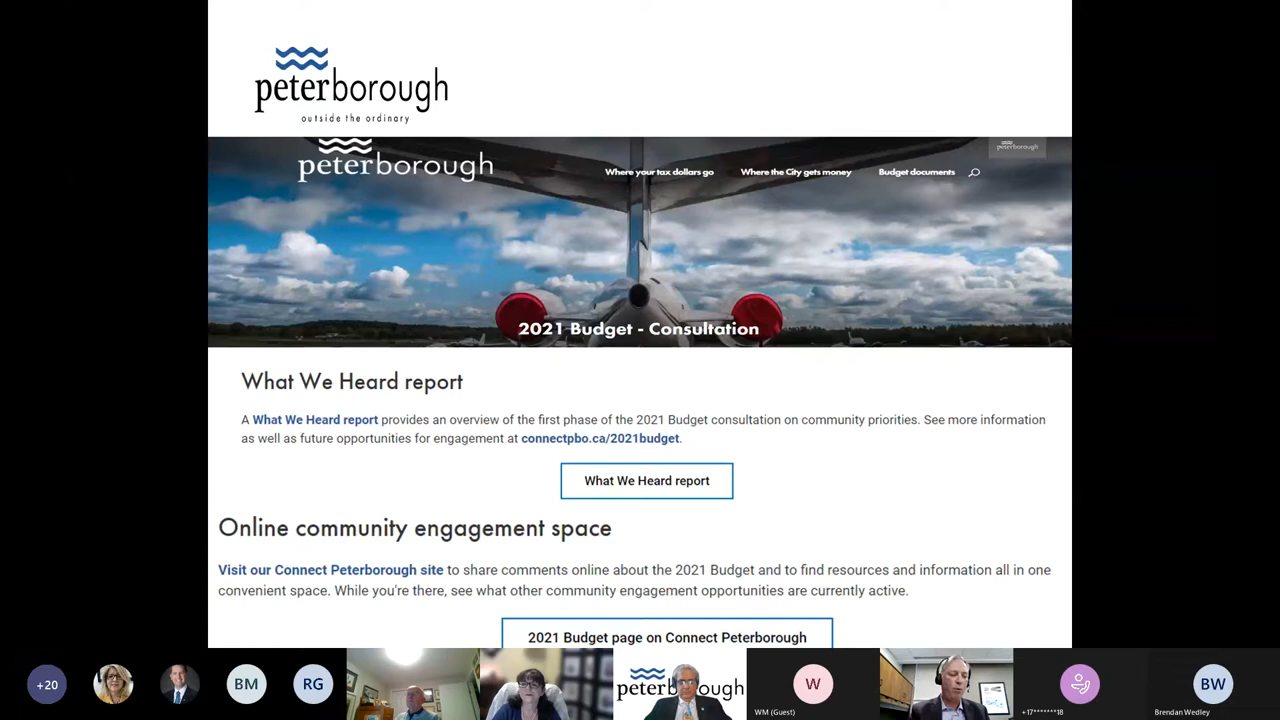 peterborough
outside the ordinary
peterborough
Where your tax dollars go
Where the City gets money
Budget documents
peterborough
2021 Budget - Consultation
What We Heard report
A What We Heard report provides an overview of the first phase of the 2021 Budget consultation on community priorities. See more information
as well as future opportunities for engagement at connectpbo.ca/2021budget.
What We Heard report
Online community engagement space
Visit our Connect Peterborough site to share comments online about the 2021 Budget and to find resources and information all in one
convenient space. While you're there, see what other community engagement opportunities are currently active.
2021 Budget page on Connect Peterborough
+20
BM
RG
peterborough
W
WM (Guest)
+17*******18
BW
Brendan Wedley